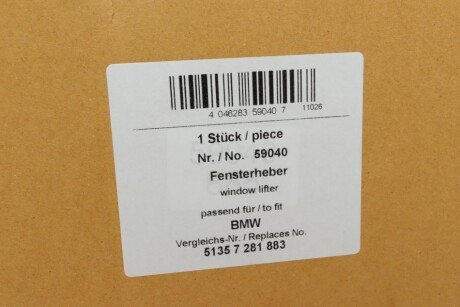 11026
4 046283 59040 7
1 Stück / piece
Nr. / No. 59040
Fensterheber
window lifter
passend für / to fit
BMW
Vergleichs-Nr. / Replaces No.
5135 7 281 883